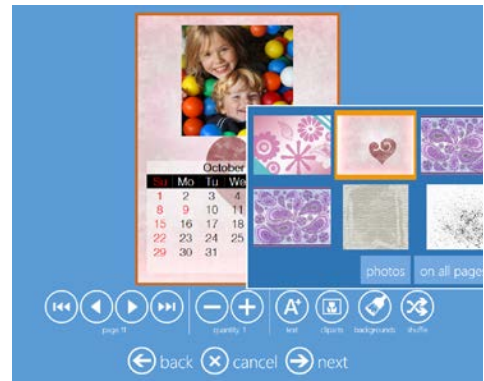 October
Su Mo Tu We
1 2 3 4
8 9 10 11
15 16 17 18
22 23 24 25
29 30 31
photos on all page
page 11 quantity 1 text cliparts backgrounds shuffle
back cancel next